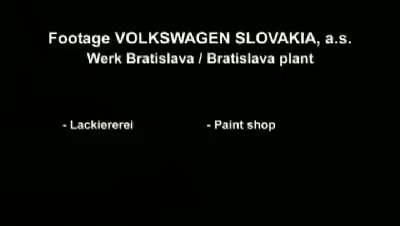 Footage VOLKSWAGEN SLOVAKIA, a.s.
Werk Bratislava / Bratislava plant
- Lackiererei - Paint shop